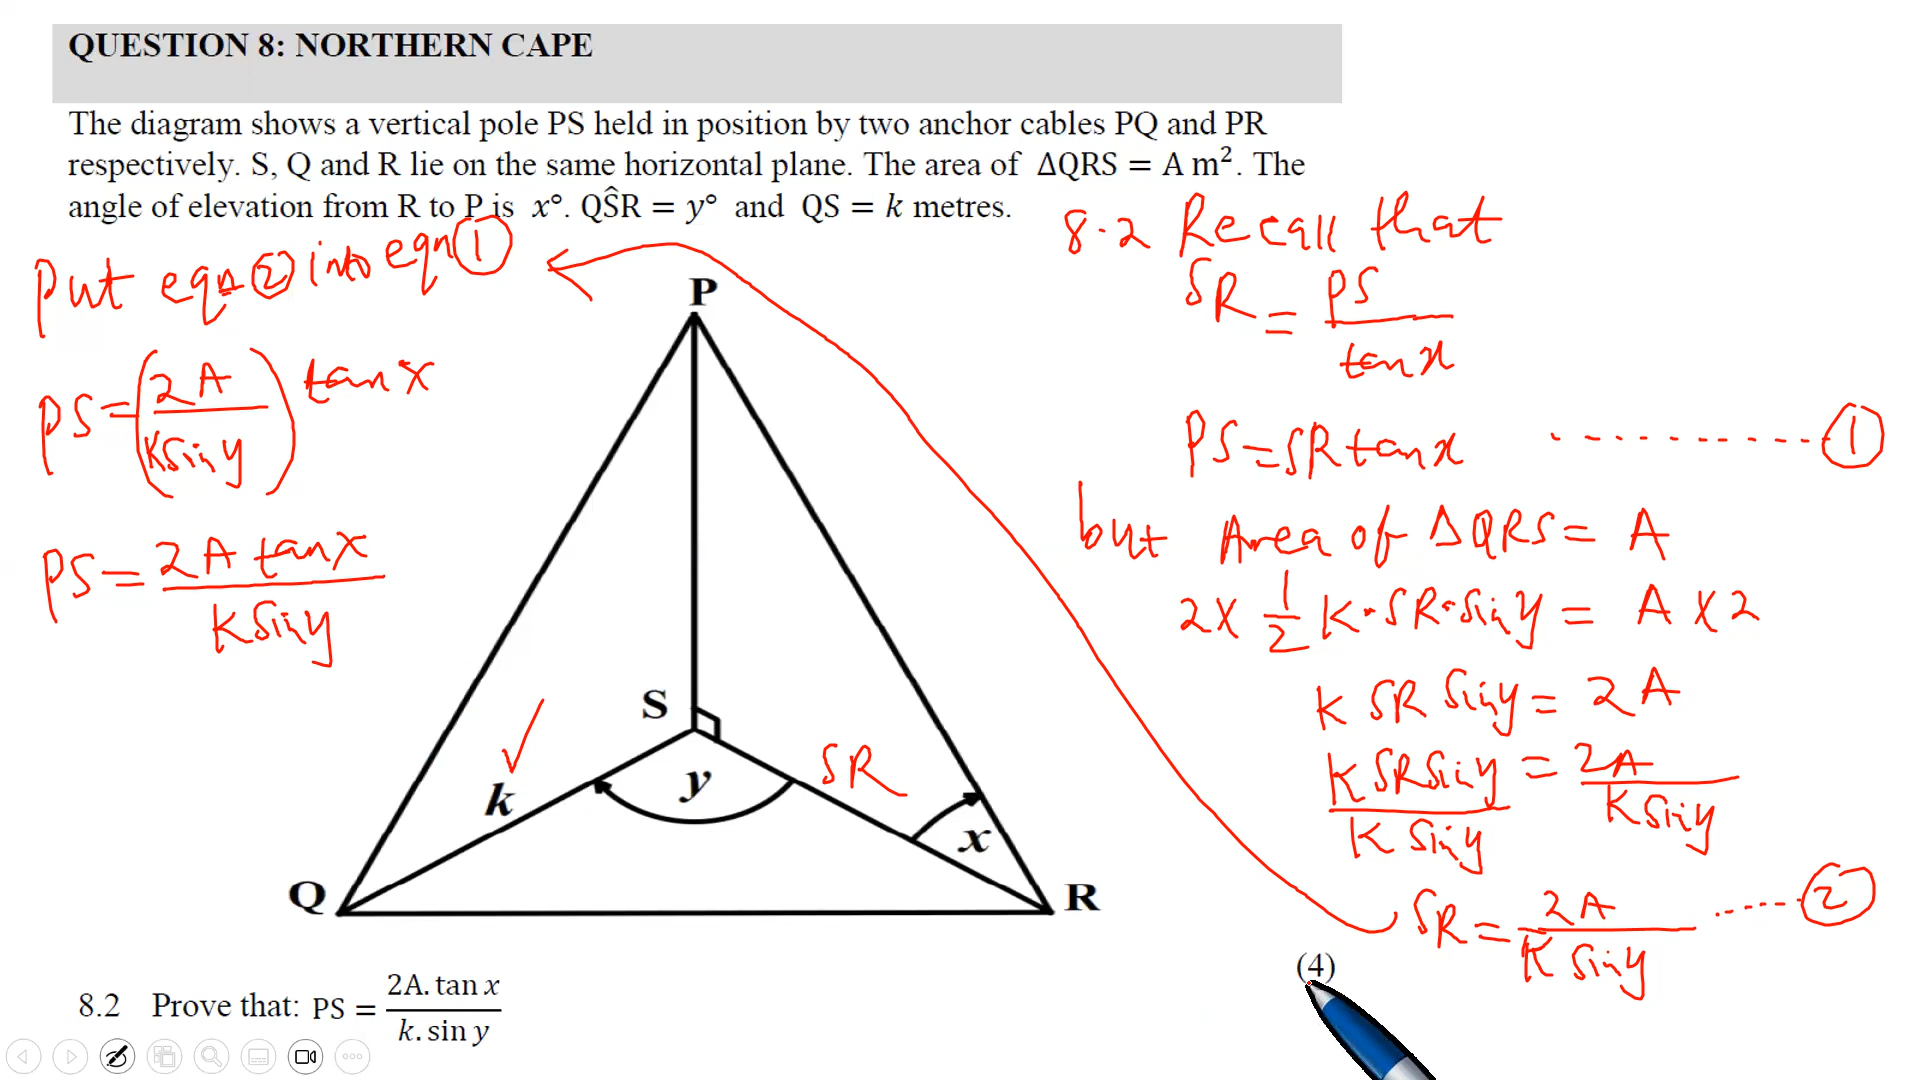 QUESTION 8: NORTHERN CAPE
The diagram shows a vertical pole PS held in position by two anchor cables PQ and PR
respectively. S, Q and R lie on the same horizontal plane. The area of ΔQRS = A m². The
angle of elevation from R to P is x°. QŜR = y° and QS = k metres.
Put eqn ② into eqn ①
PS = (2A / K sin y) tan x
PS = 2A tan x / K sin y
P
S
k
y
SR
x
Q
R
8.2 Recall that
SR = PS / tan x
PS = SR tan x ............ ①
but Area of ΔQRS = A
2 X 1/2 K · SR · sin y = A X 2
K SR sin y = 2A
K SR sin y / K sin y = 2A / K sin y
SR = 2A / K sin y ...... ②
(4)
8.2 Prove that: PS = 2A. tan x / k. sin y